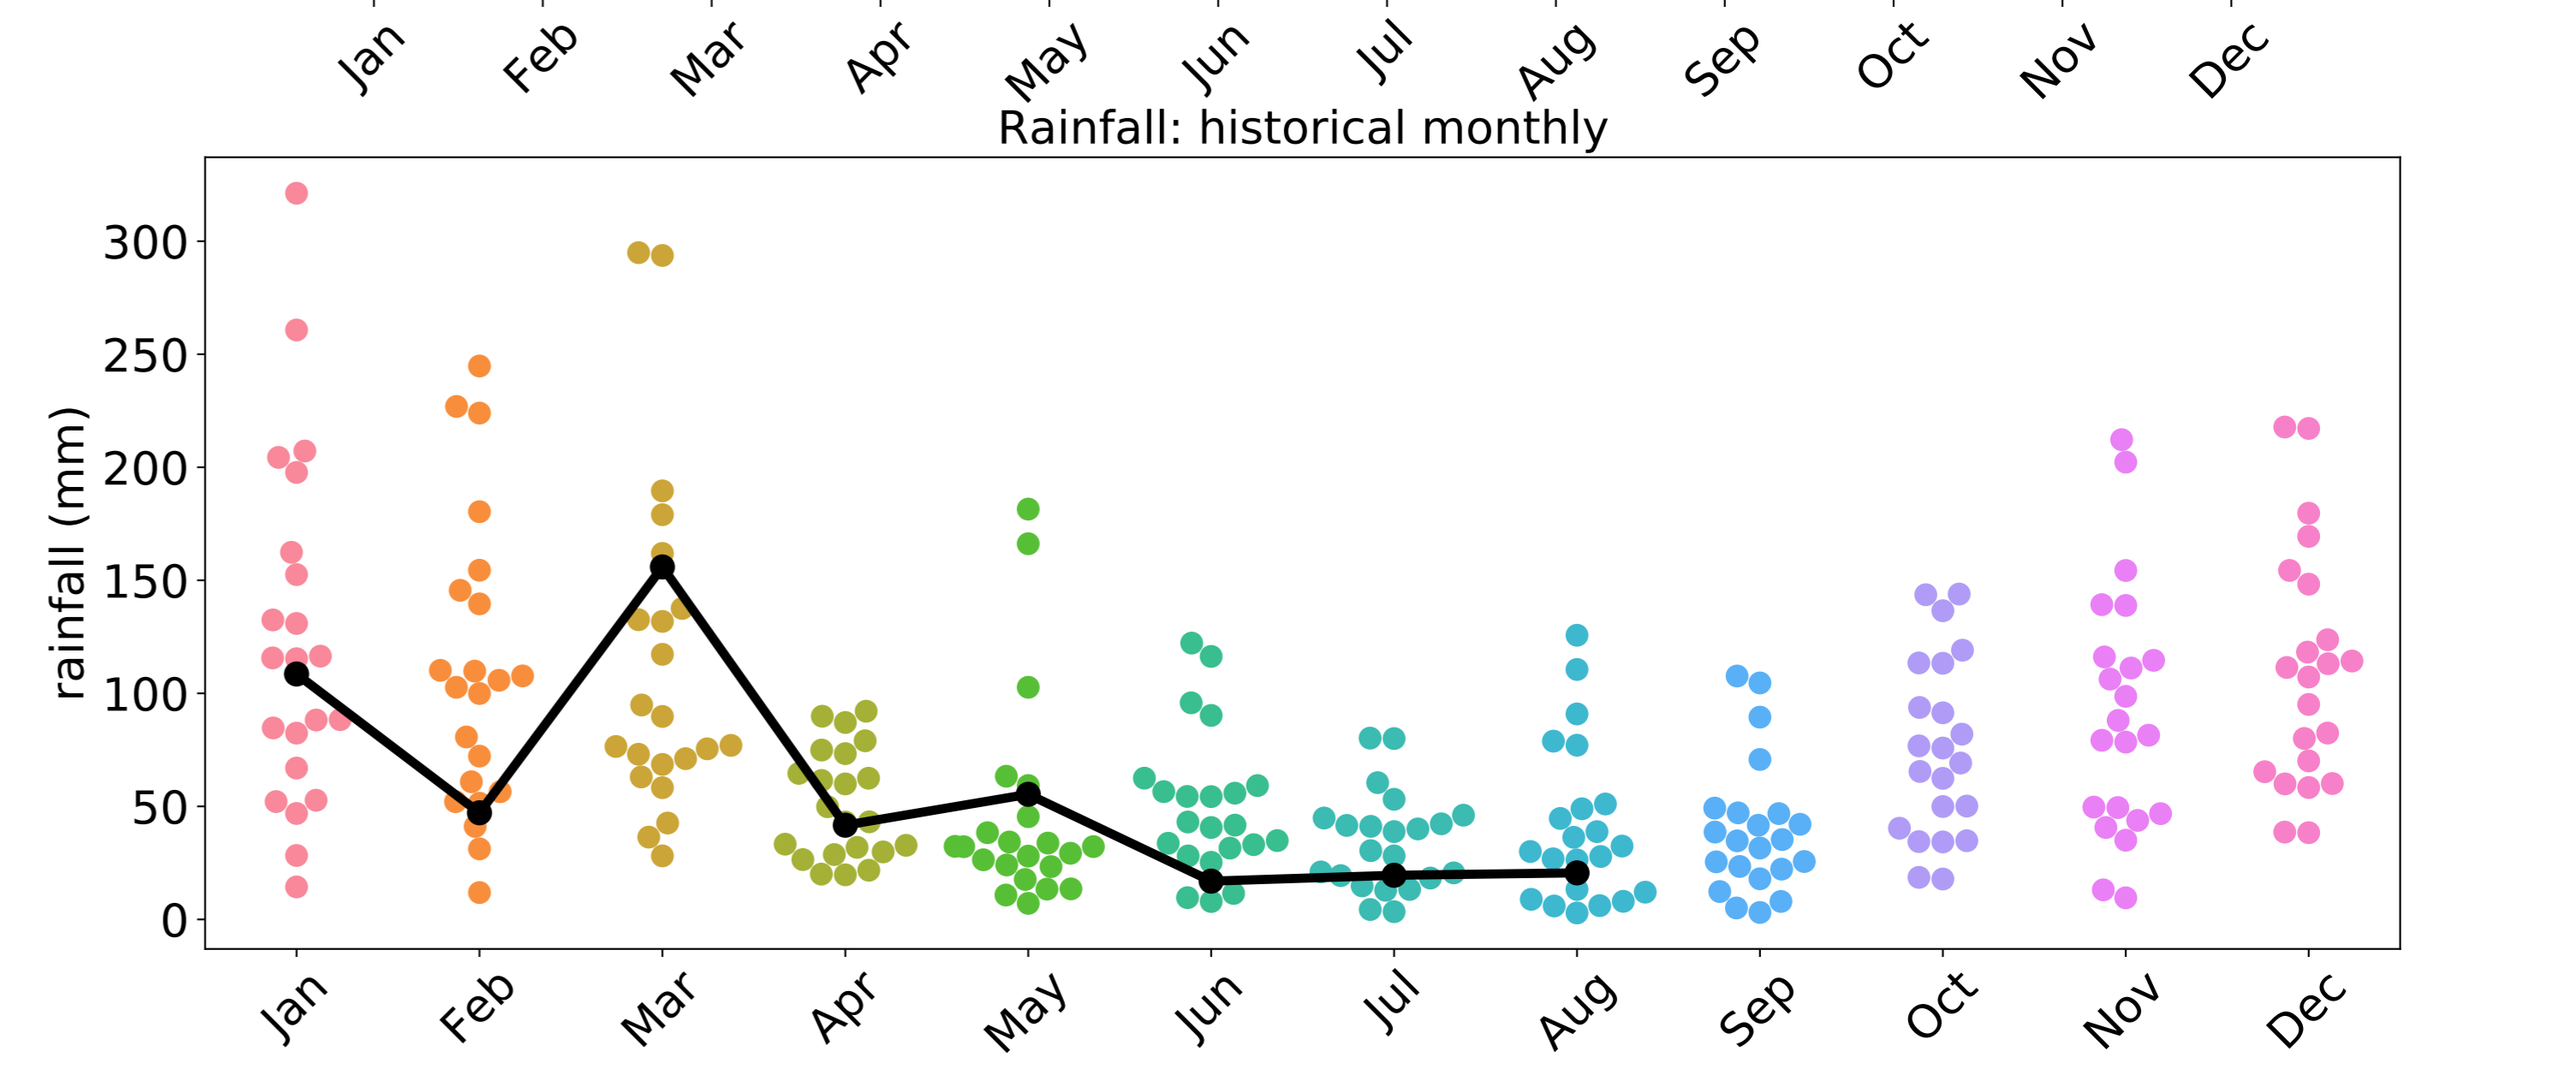 Jan Feb Mar Apr May Jun Jul Aug Sep Oct Nov Dec
Rainfall: historical monthly
rainfall (mm)
300
250
200
150
100
50
0
Jan Feb Mar Apr May Jun Jul Aug Sep Oct Nov Dec